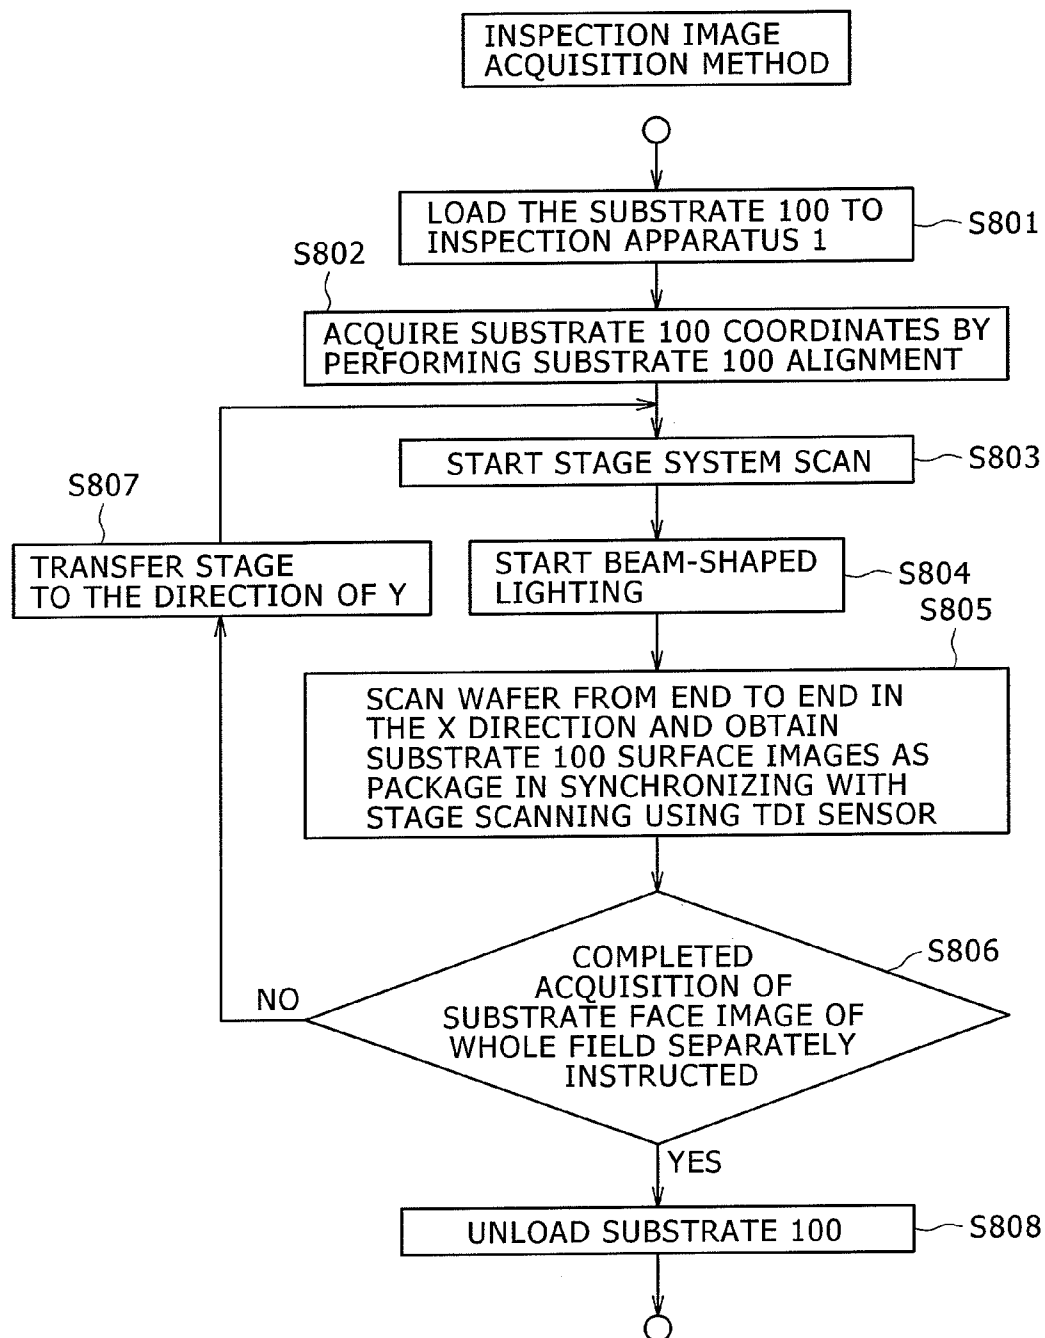 INSPECTION IMAGE
ACQUISITION METHOD
LOAD THE SUBSTRATE 100 TO
INSPECTION APPARATUS 1
S801
S802
ACQUIRE SUBSTRATE 100 COORDINATES BY
PERFORMING SUBSTRATE 100 ALIGNMENT
START STAGE SYSTEM SCAN
S803
S807
TRANSFER STAGE
TO THE DIRECTION OF Y
START BEAM-SHAPED
LIGHTING
S804
S805
SCAN WAFER FROM END TO END IN
THE X DIRECTION AND OBTAIN
SUBSTRATE 100 SURFACE IMAGES AS
PACKAGE IN SYNCHRONIZING WITH
STAGE SCANNING USING TDI SENSOR
S806
COMPLETED
ACQUISITION OF
SUBSTRATE FACE IMAGE OF
WHOLE FIELD SEPARATELY
INSTRUCTED
NO
YES
UNLOAD SUBSTRATE 100
S808